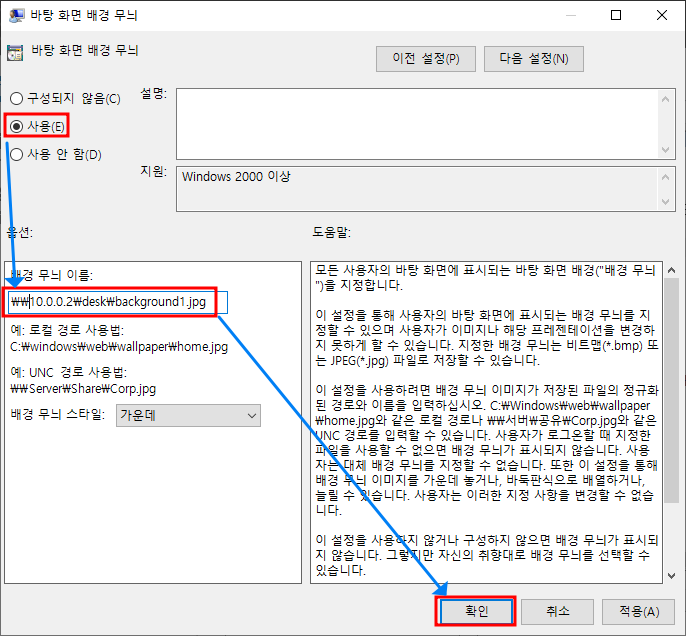 바탕 화면 배경 무늬
바탕 화면 배경 무늬
이전 설정(P)
다음 설정(N)
구성되지 않음(C)
사용(E)
사용 안 함(D)
설명:
지원:
Windows 2000 이상
옵션:
도움말:
배경 무늬 이름:
₩₩10.0.0.2₩desk₩background1.jpg
예: 로컬 경로 사용법:
C:₩windows₩web₩wallpaper₩home.jpg
예: UNC 경로 사용법:
₩₩Server₩Share₩Corp.jpg
배경 무늬 스타일:
가운데
모든 사용자의 바탕 화면에 표시되는 바탕 화면 배경("배경 무늬
")을 지정합니다.
이 설정을 통해 사용자의 바탕 화면에 표시되는 배경 무늬를 지
정할 수 있으며 사용자가 이미지나 해당 프레젠테이션을 변경하
지 못하게 할 수 있습니다. 지정한 배경 무늬는 비트맵(*.bmp) 또
는 JPEG(*.jpg) 파일로 저장할 수 있습니다.
이 설정을 사용하려면 배경 무늬 이미지가 저장된 파일의 정규화
된 경로와 이름을 입력하십시오. C:₩Windows₩web₩wallpaper
₩home.jpg와 같은 로컬 경로나 ₩₩서버₩공유₩Corp.jpg와 같은
UNC 경로를 입력할 수 있습니다. 사용자가 로그온할 때 지정한
파일을 사용할 수 없으면 배경 무늬가 표시되지 않습니다. 사용
자는 대체 배경 무늬를 지정할 수 없습니다. 또한 이 설정을 통해
배경 무늬 이미지를 가운데 놓거나, 바둑판식으로 배열하거나,
늘릴 수 있습니다. 사용자는 이러한 지정 사항을 변경할 수 없습
니다.
이 설정을 사용하지 않거나 구성하지 않으면 배경 무늬가 표시되
지 않습니다. 그렇지만 자신의 취향대로 배경 무늬를 선택할 수
있습니다.
확인
취소
적용(A)